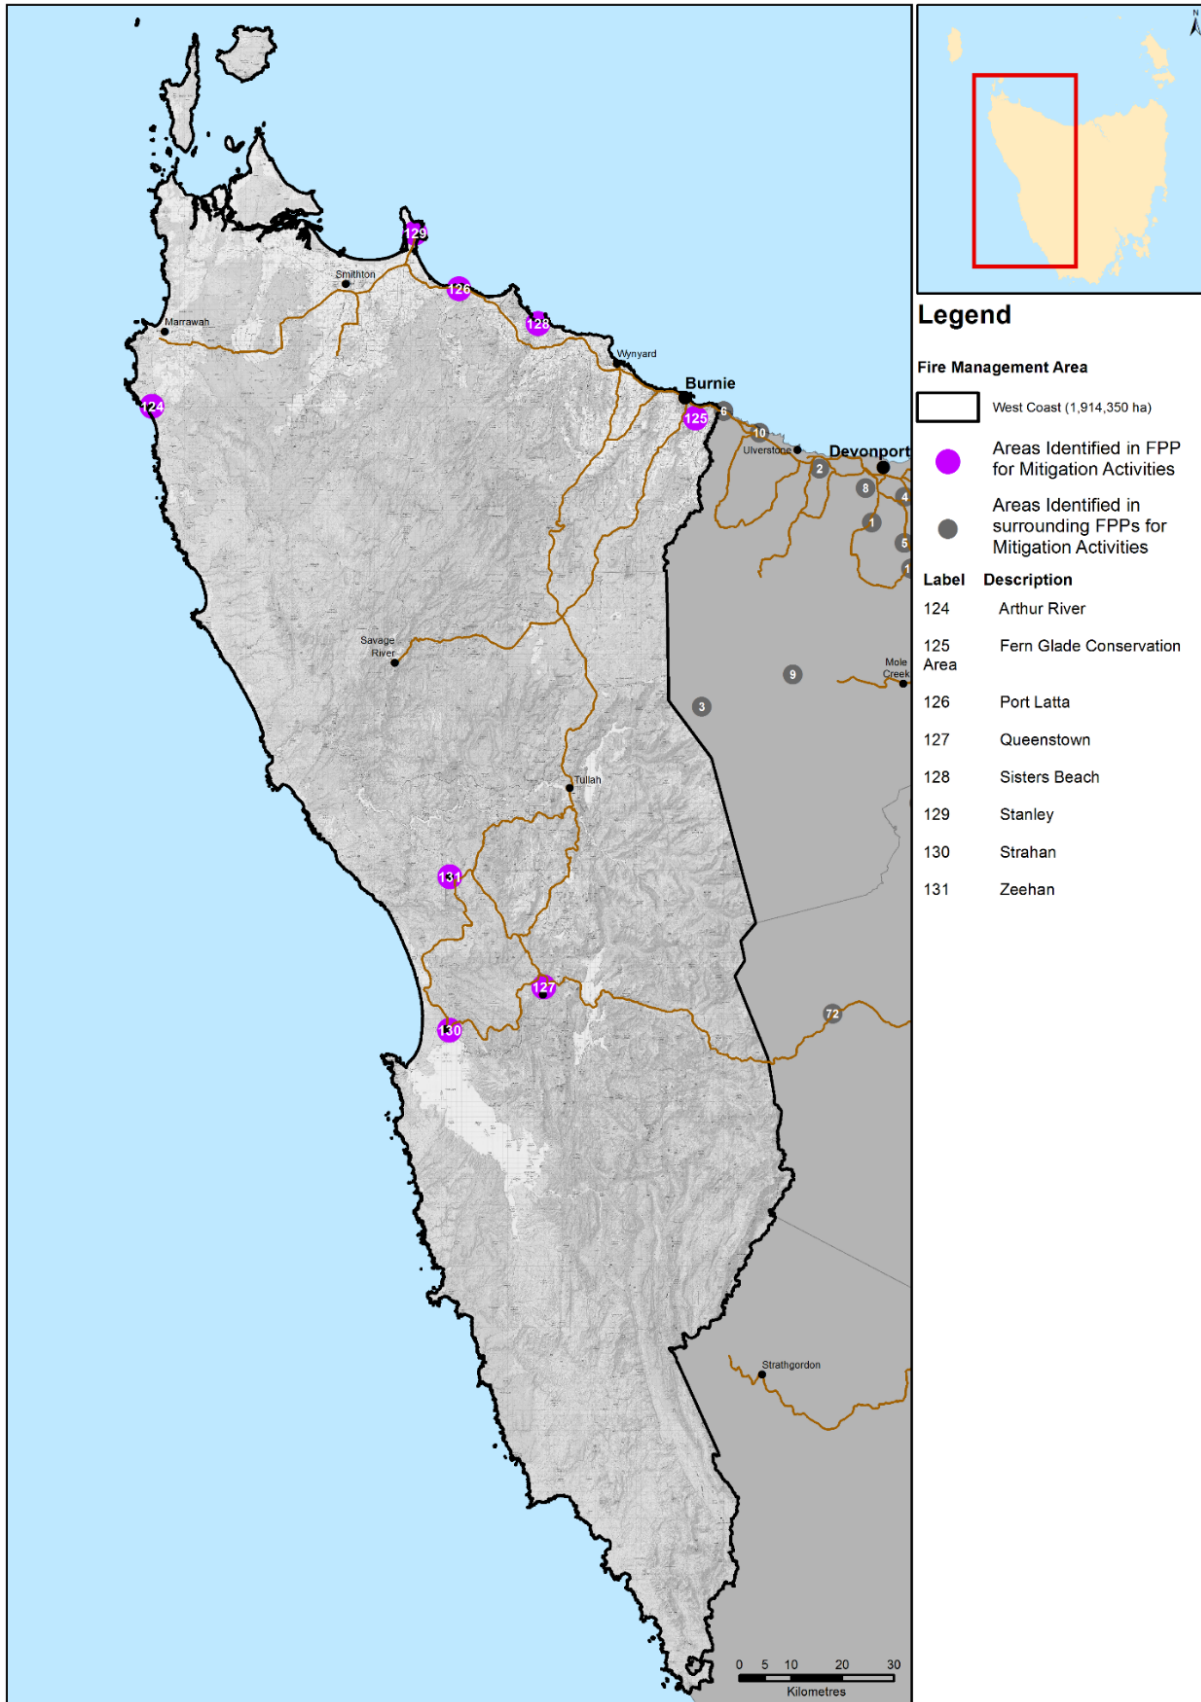 N
129
Smithton
126
Marrawah
128
Wynyard
124
Burnie
125
6
10
Ulverstone
Devonport
2
8
4
1
5
1
Savage
River
Mole
Creek
9
3
Tullah
131
127
72
130
Strathgordon
0 5 10 20 30
Kilometres
Legend
Fire Management Area
West Coast (1,914,350 ha)
Areas Identified in FPP
for Mitigation Activities
Areas Identified in
surrounding FPPs for
Mitigation Activities
Label Description
124 Arthur River
125 Fern Glade Conservation
Area
126 Port Latta
127 Queenstown
128 Sisters Beach
129 Stanley
130 Strahan
131 Zeehan